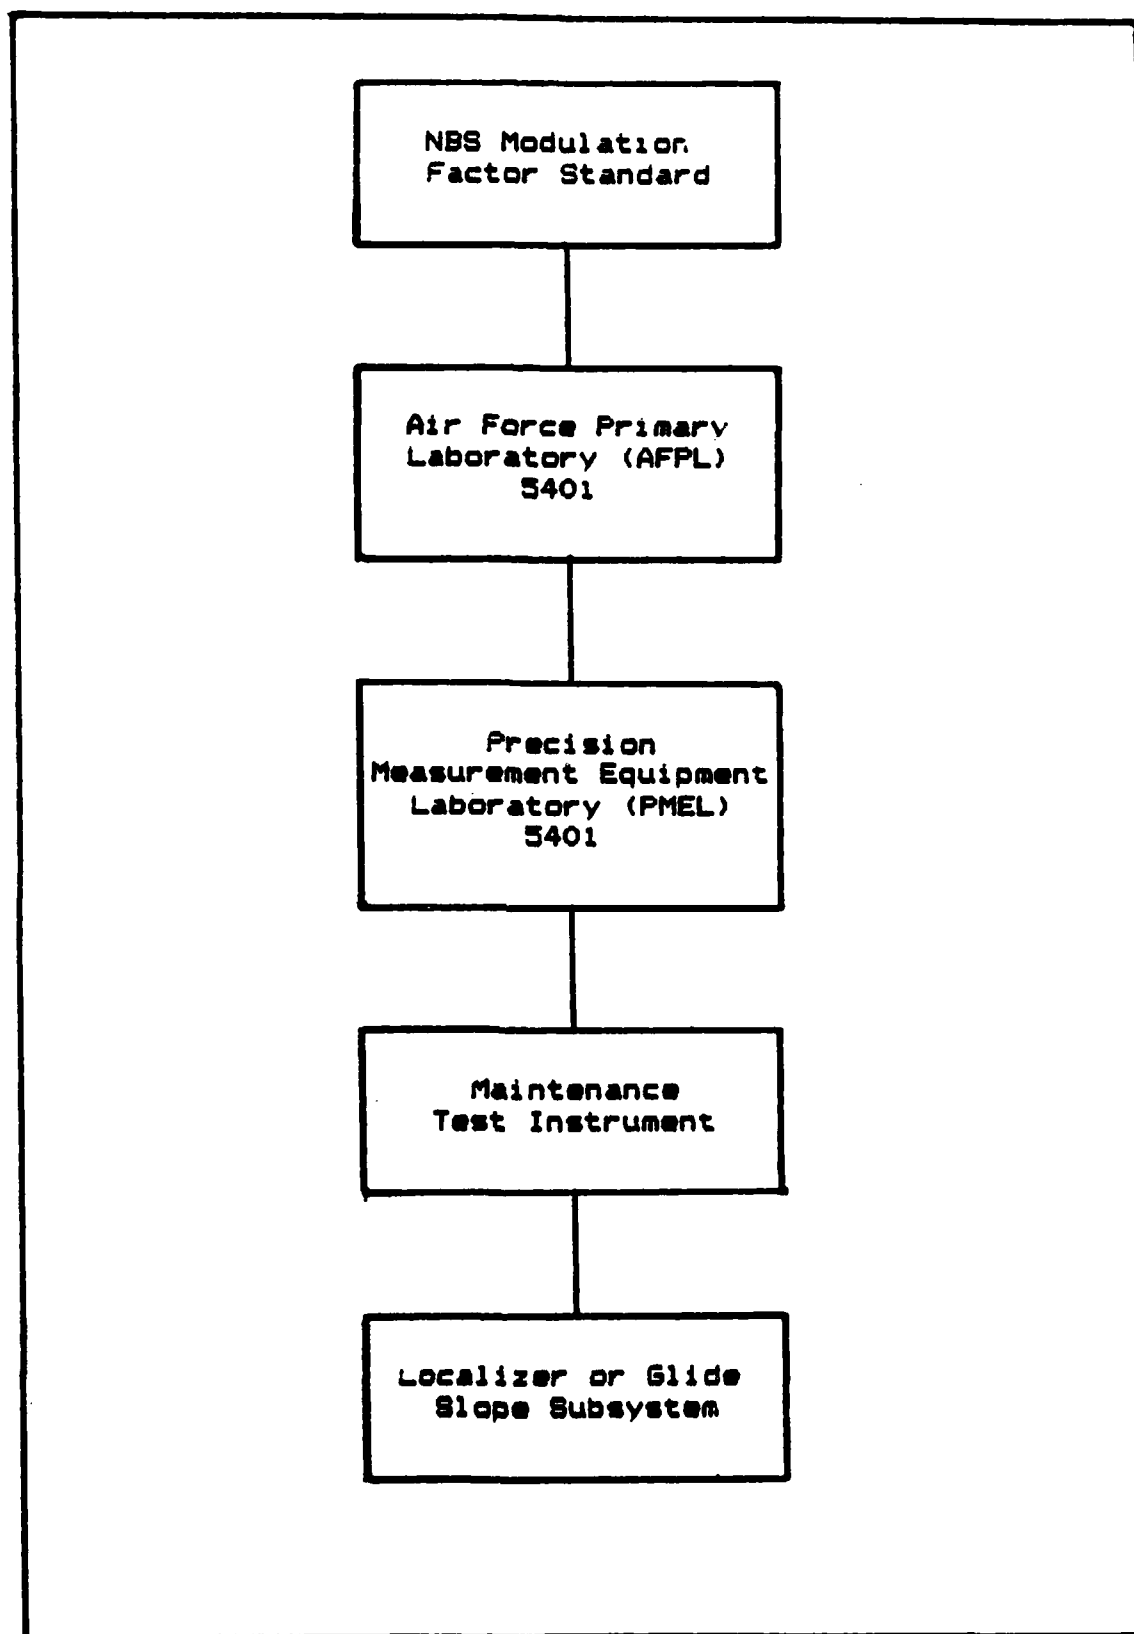 NBS Modulation
Factor Standard
Air Force Primary
Laboratory (AFPL)
5401
Precision
Measurement Equipment
Laboratory (PMEL)
5401
Maintenance
Test Instrument
Localizer or Glide
Slope Subsystem